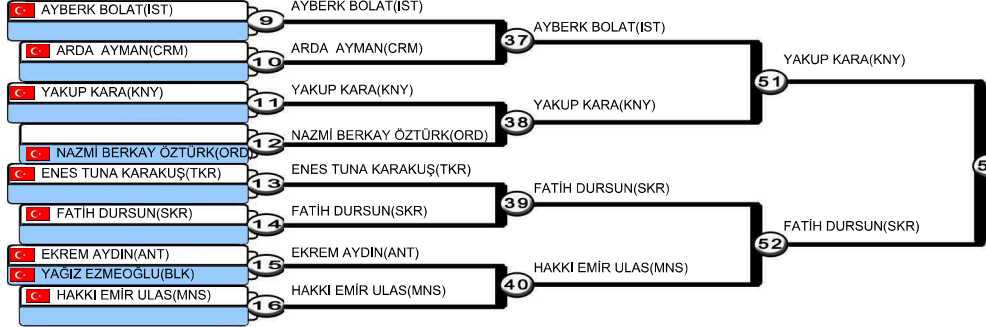 AYBERK BOLAT(IST)
9
AYBERK BOLAT(IST)
37
AYBERK BOLAT(IST)
ARDA AYMAN(CRM)
10
ARDA AYMAN(CRM)
51
YAKUP KARA(KNY)
YAKUP KARA(KNY)
11
YAKUP KARA(KNY)
38
YAKUP KARA(KNY)
12
NAZMİ BERKAY ÖZTÜRK(ORD)
NAZMİ BERKAY ÖZTÜRK(ORD
ENES TUNA KARAKUŞ(TKR)
13
ENES TUNA KARAKUŞ(TKR)
39
FATİH DURSUN(SKR)
FATİH DURSUN(SKR)
14
FATİH DURSUN(SKR)
52
FATİH DURSUN(SKR)
EKREM AYDIN(ANT)
15
EKREM AYDIN(ANT)
YAĞIZ EZMEOĞLU(BLK)
40
HAKKI EMİR ULAS(MNS)
HAKKI EMİR ULAS(MNS)
16
HAKKI EMİR ULAS(MNS)